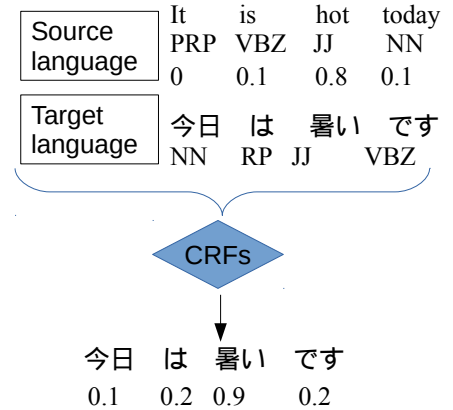 Source language
It is hot today
PRP VBZ JJ NN
0 0.1 0.8 0.1
Target language
今日 は 暑い です
NN RP JJ VBZ
CRFs
今日 は 暑い です
0.1 0.2 0.9 0.2